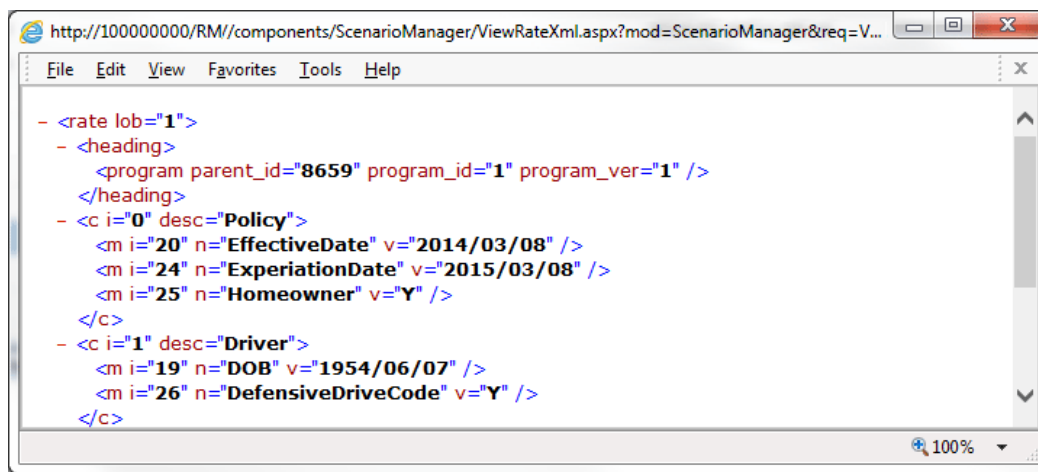 http://100000000/RM//components/ScenarioManager/ViewRateXml.aspx?mod=ScenarioManager&req=V...
File Edit View Favorites Tools Help
- <rate lob="1">
- <heading>
<program parent_id="8659" program_id="1" program_ver="1" />
</heading>
- <c i="0" desc="Policy">
<m i="20" n="EffectiveDate" v="2014/03/08" />
<m i="24" n="ExperiationDate" v="2015/03/08" />
<m i="25" n="Homeowner" v="Y" />
</c>
- <c i="1" desc="Driver">
<m i="19" n="DOB" v="1954/06/07" />
<m i="26" n="DefensiveDriveCode" v="Y" />
</c>
100%